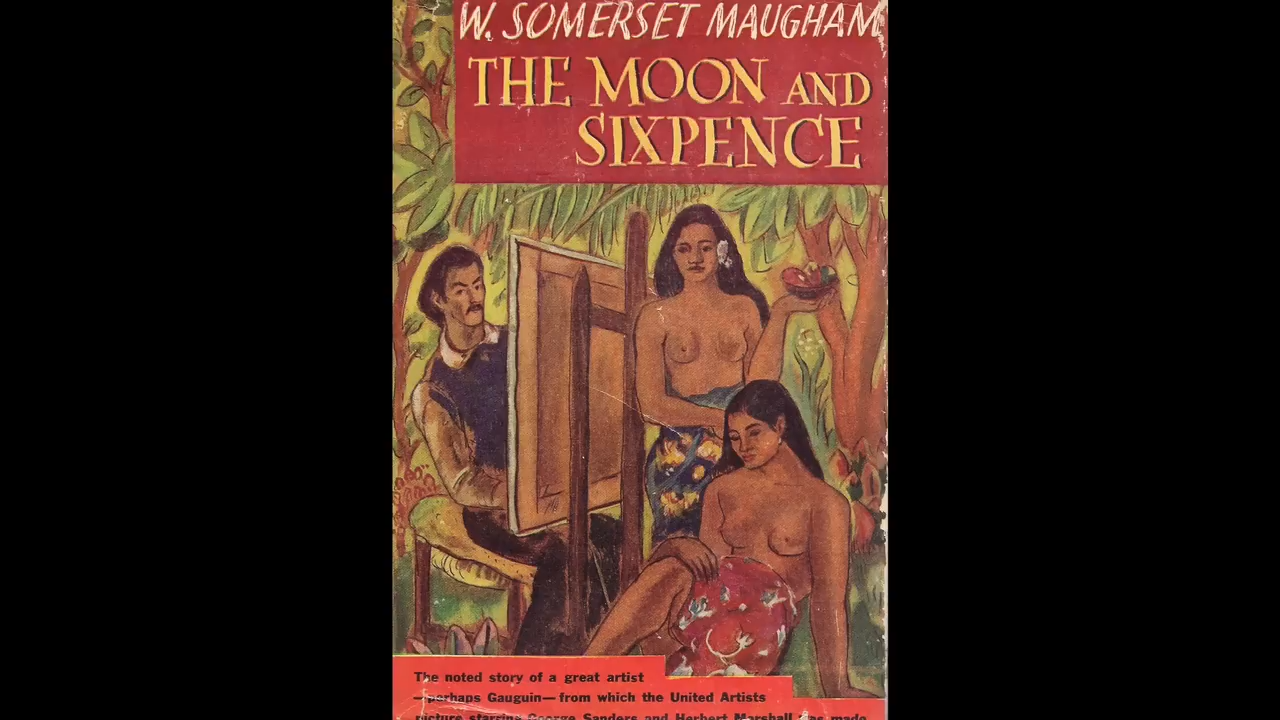 W. SOMERSET MAUGHAM
THE MOON AND
SIXPENCE
The noted story of a great artist
—perhaps Gauguin—from which the United Artists
picture starring George Sanders and Herbert Marshall was made